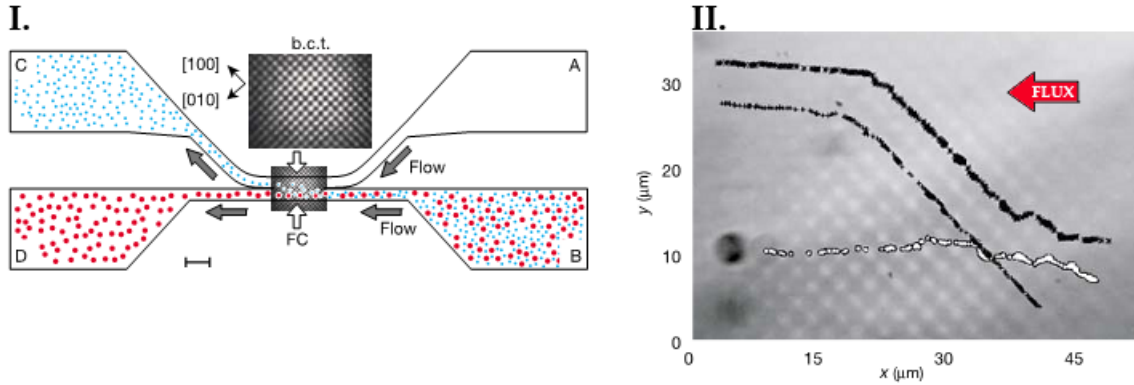 I.
b.c.t.
C
[100]
[010]
A
Flow
Flow
FC
D
B
II.
FLUX
30
20
10
0
y (μm)
0
15
30
45
x (μm)